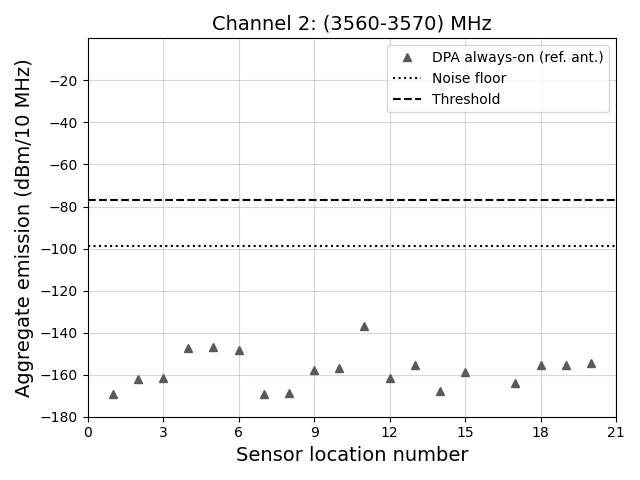 Channel 2: (3560-3570) MHz
DPA always-on (ref. ant.)
Noise floor
Threshold
Aggregate emission (dBm/10 MHz)
−20
−40
−60
−80
−100
−120
−140
−160
−180
0 3 6 9 12 15 18 21
Sensor location number